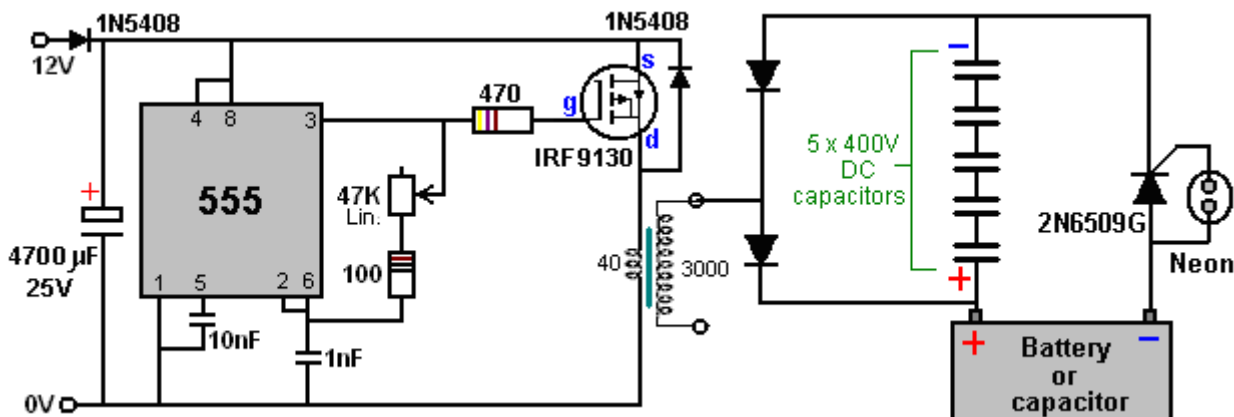 1N5408
1N5408
12V
4
8
3
470
g
s
d
IRF9130
+
555
47K
Lin.
4700 µF
25V
100
1
5
2
6
10nF
1nF
0V
40
3000
−
5 x 400V
DC
capacitors
+
2N6509G
Neon
+
−
Battery
or
capacitor